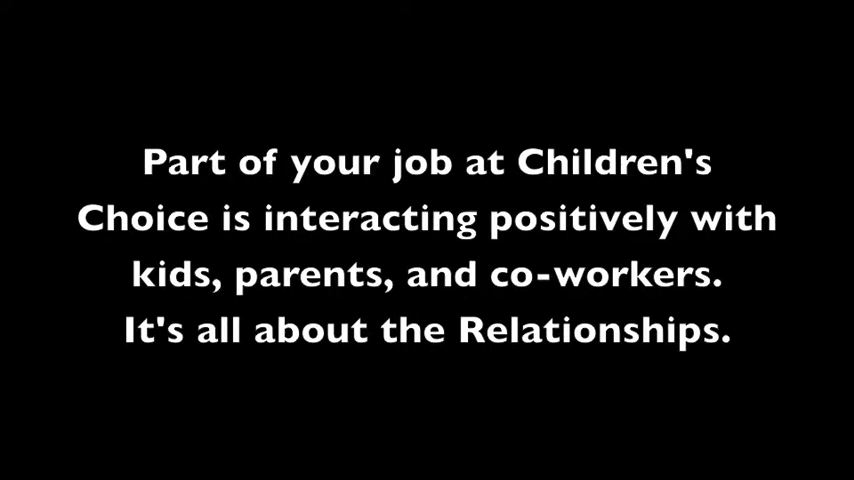 Part of your job at Children's
Choice is interacting positively with
kids, parents, and co-workers.
It's all about the Relationships.